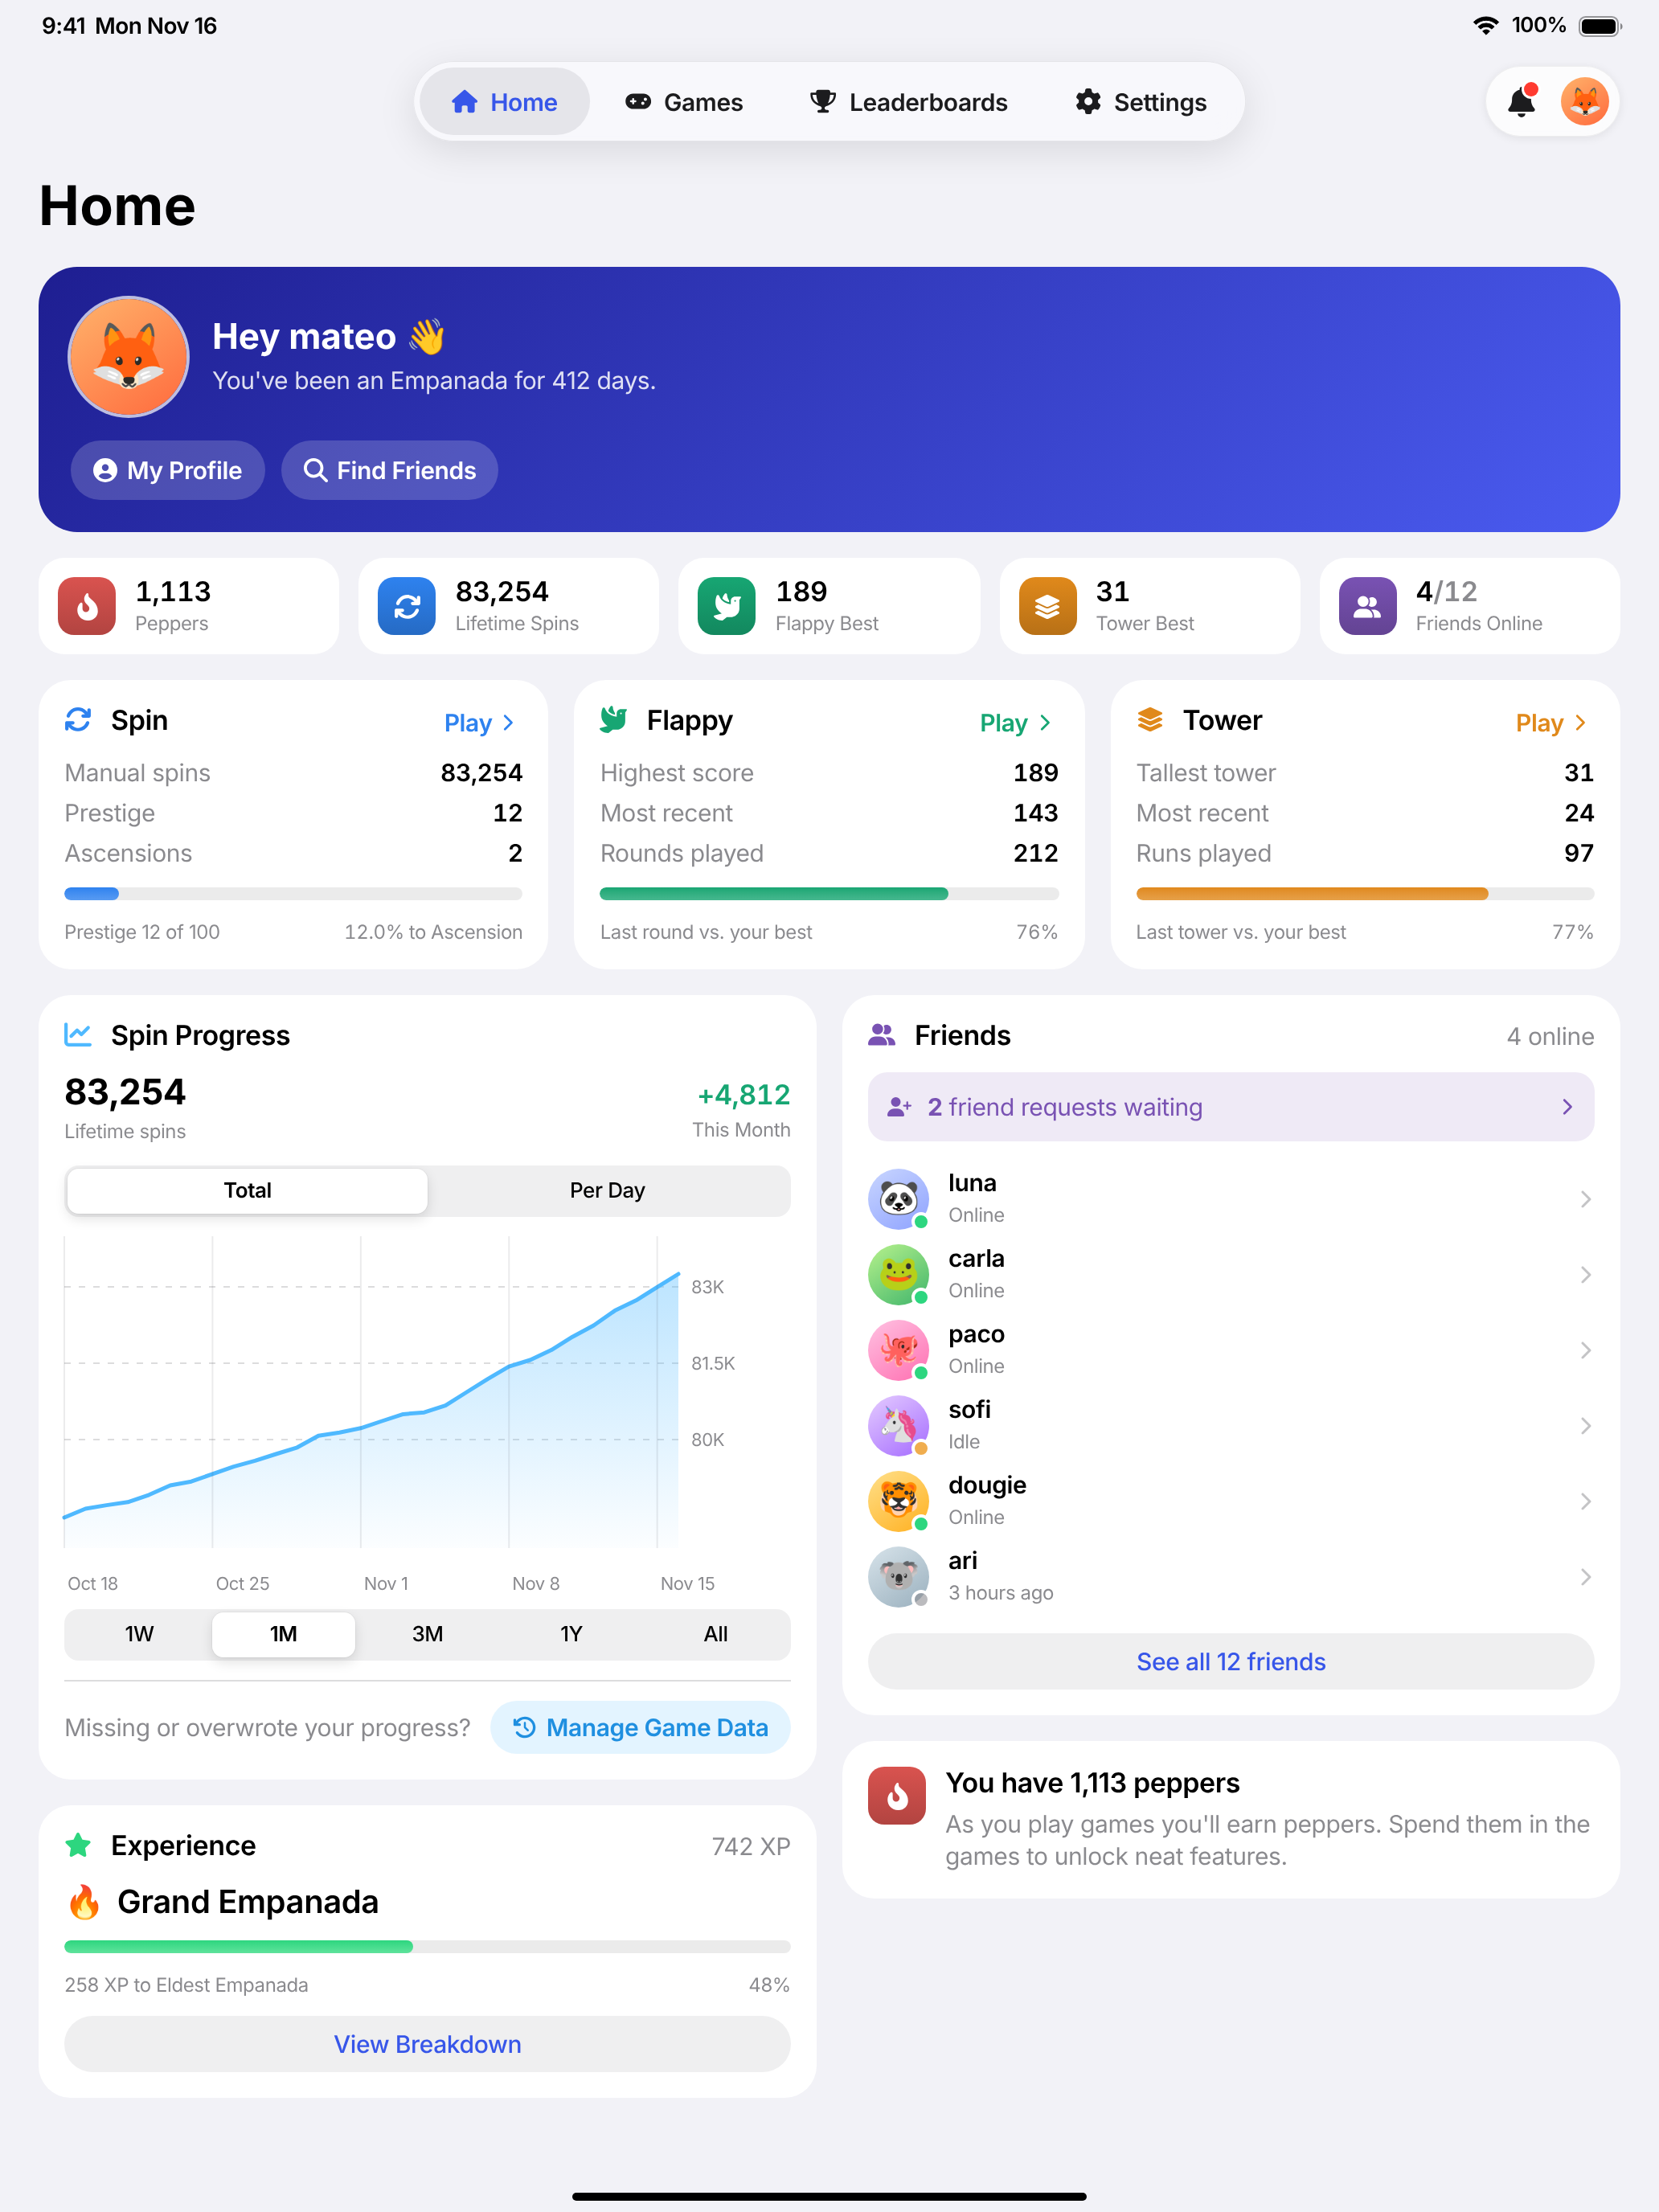 9:41 Mon Nov 16
100%
Home
Games
Leaderboards
Settings
Home
Hey mateo 👋
You've been an Empanada for 412 days.
My Profile
Find Friends
1,113
Peppers
83,254
Lifetime Spins
189
Flappy Best
31
Tower Best
4/12
Friends Online
Spin
Play
Manual spins 83,254
Prestige 12
Ascensions 2
Prestige 12 of 100 12.0% to Ascension
Flappy
Play
Highest score 189
Most recent 143
Rounds played 212
Last round vs. your best 76%
Tower
Play
Tallest tower 31
Most recent 24
Runs played 97
Last tower vs. your best 77%
Spin Progress
83,254
Lifetime spins
+4,812
This Month
Total
Per Day
83K
81.5K
80K
Oct 18
Oct 25
Nov 1
Nov 8
Nov 15
1W
1M
3M
1Y
All
Missing or overwrote your progress?
Manage Game Data
Experience
742 XP
🔥 Grand Empanada
258 XP to Eldest Empanada
48%
View Breakdown
Friends
4 online
2 friend requests waiting
luna
Online
carla
Online
paco
Online
sofi
Idle
dougie
Online
ari
3 hours ago
See all 12 friends
You have 1,113 peppers
As you play games you'll earn peppers. Spend them in the
games to unlock neat features.